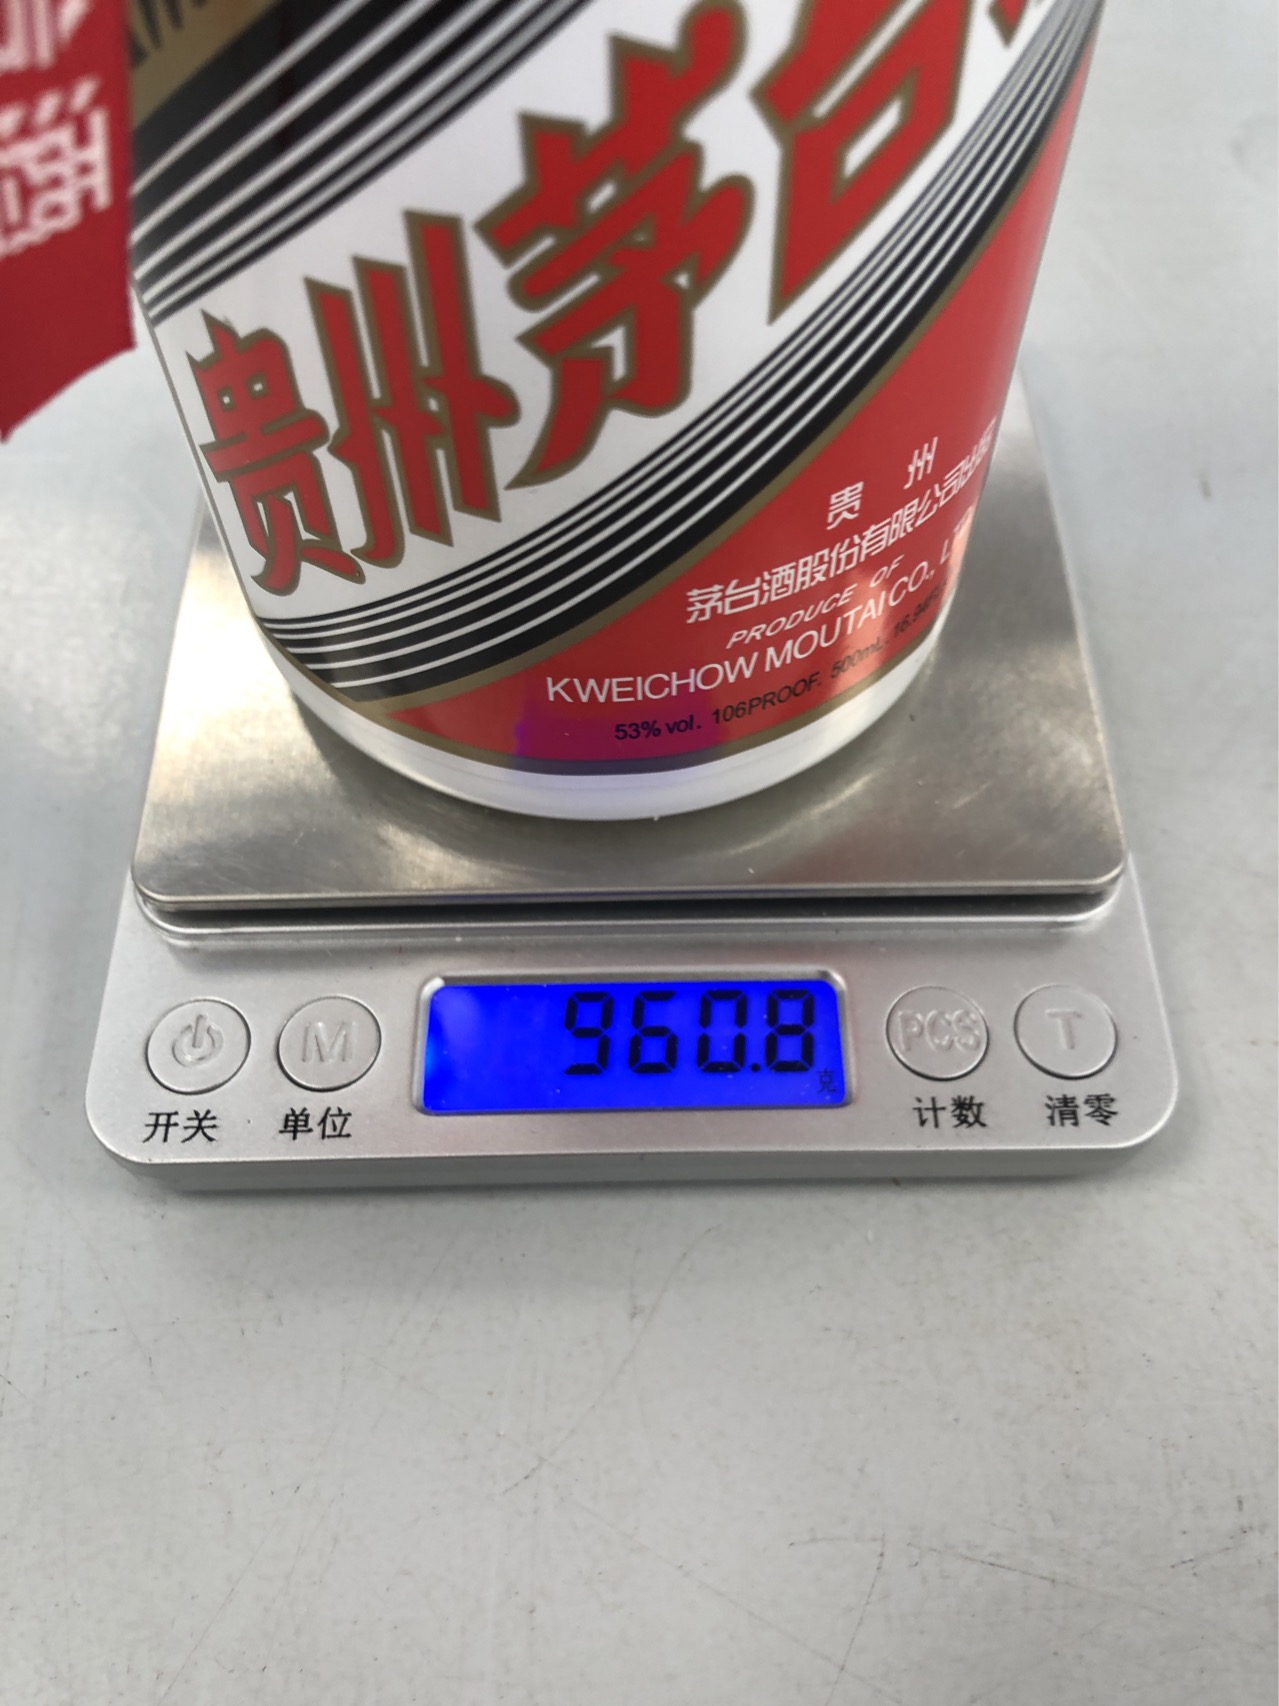 贵州茅台
贵州
茅台酒股份有限公司出品
PRODUCE OF
KWEICHOW MOUTAI CO.,
53% vol. 106PROOF. 500mL.
960.8
克
M
PCS
T
开关
单位
计数
清零